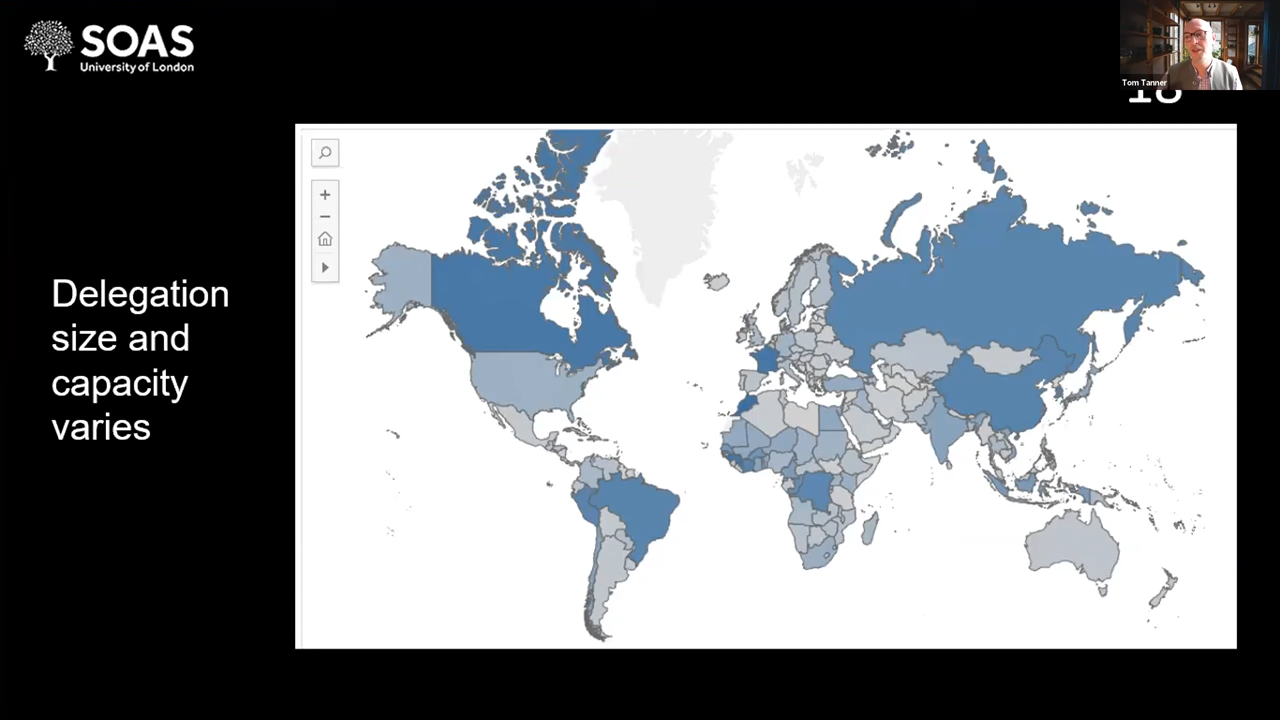 SOAS
University of London
Tom Tanner
Delegation
size and
capacity
varies